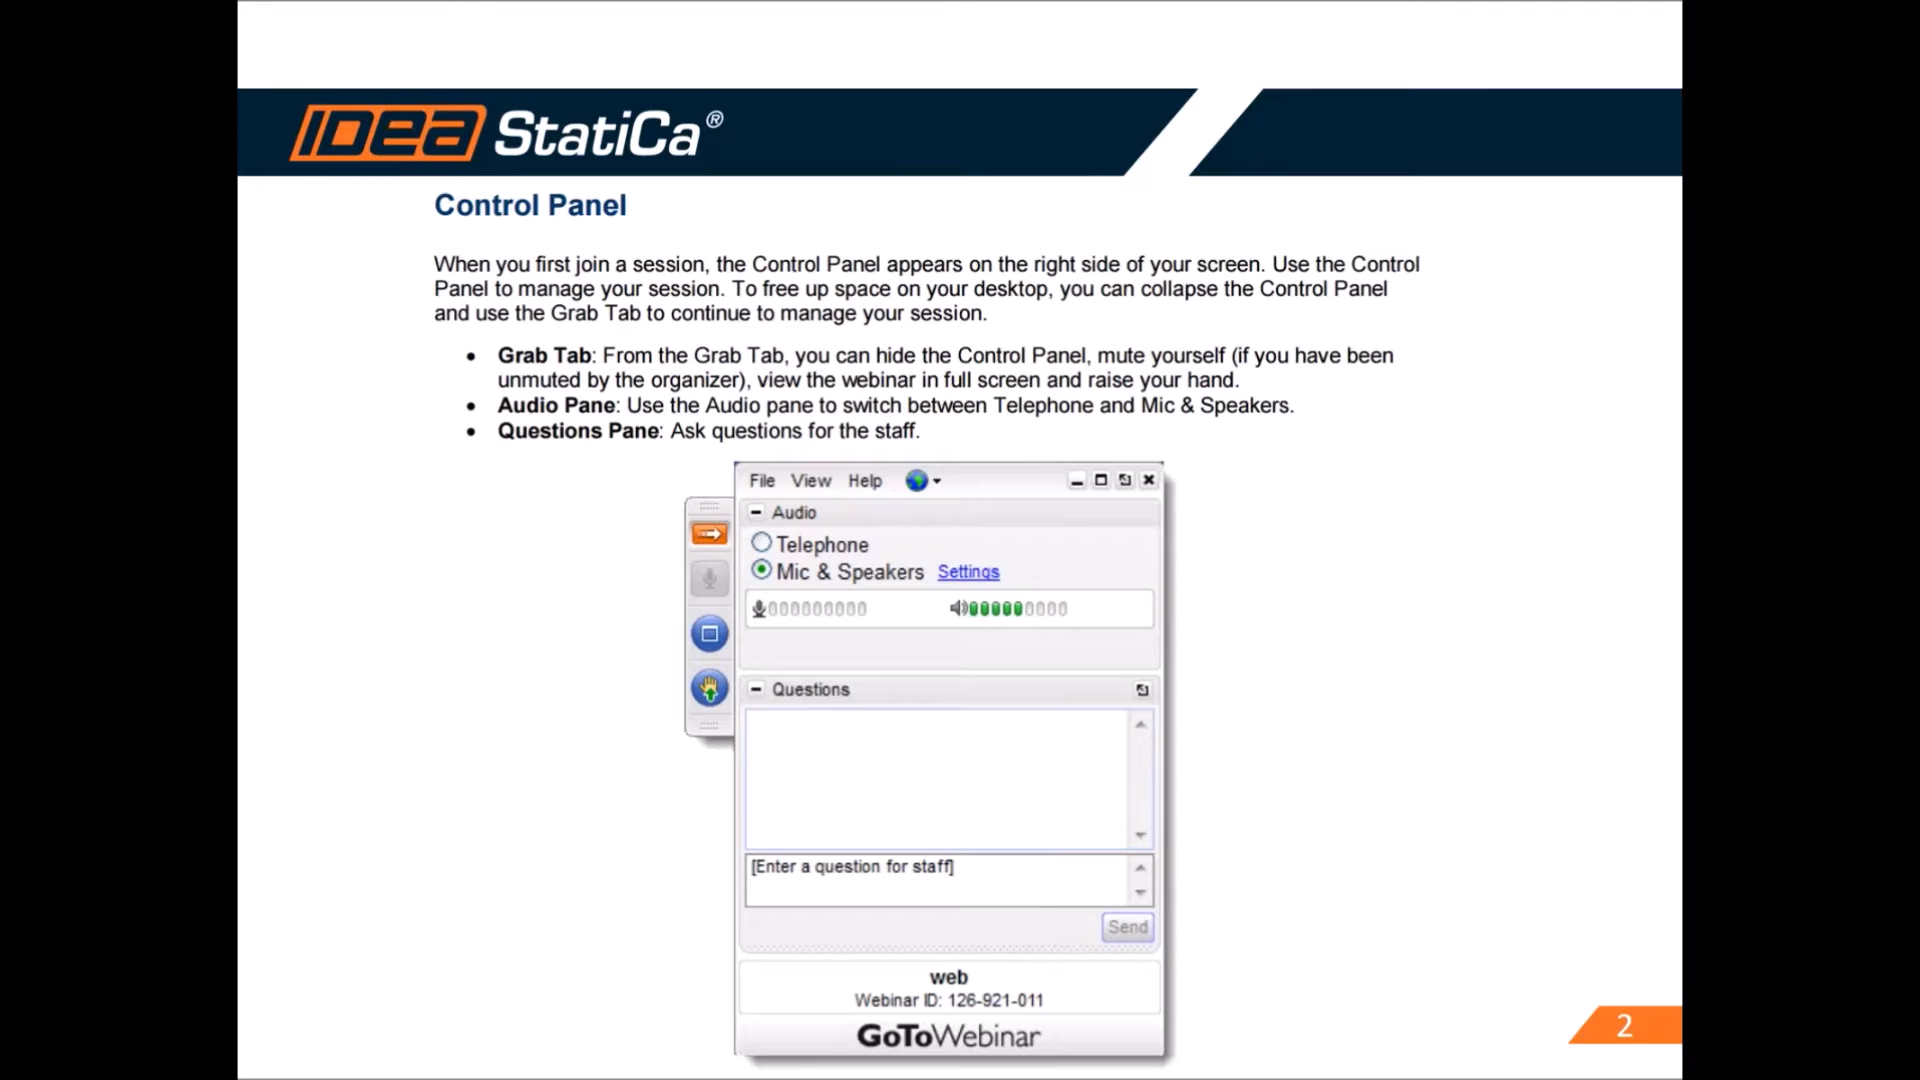 IDEA StatiCa®
Control Panel
When you first join a session, the Control Panel appears on the right side of your screen. Use the Control
Panel to manage your session. To free up space on your desktop, you can collapse the Control Panel
and use the Grab Tab to continue to manage your session.
• Grab Tab: From the Grab Tab, you can hide the Control Panel, mute yourself (if you have been
unmuted by the organizer), view the webinar in full screen and raise your hand.
• Audio Pane: Use the Audio pane to switch between Telephone and Mic & Speakers.
• Questions Pane: Ask questions for the staff.
File View Help
Audio
Telephone
Mic & Speakers Settings
Questions
[Enter a question for staff]
Send
web
Webinar ID: 126-921-011
GoToWebinar
2